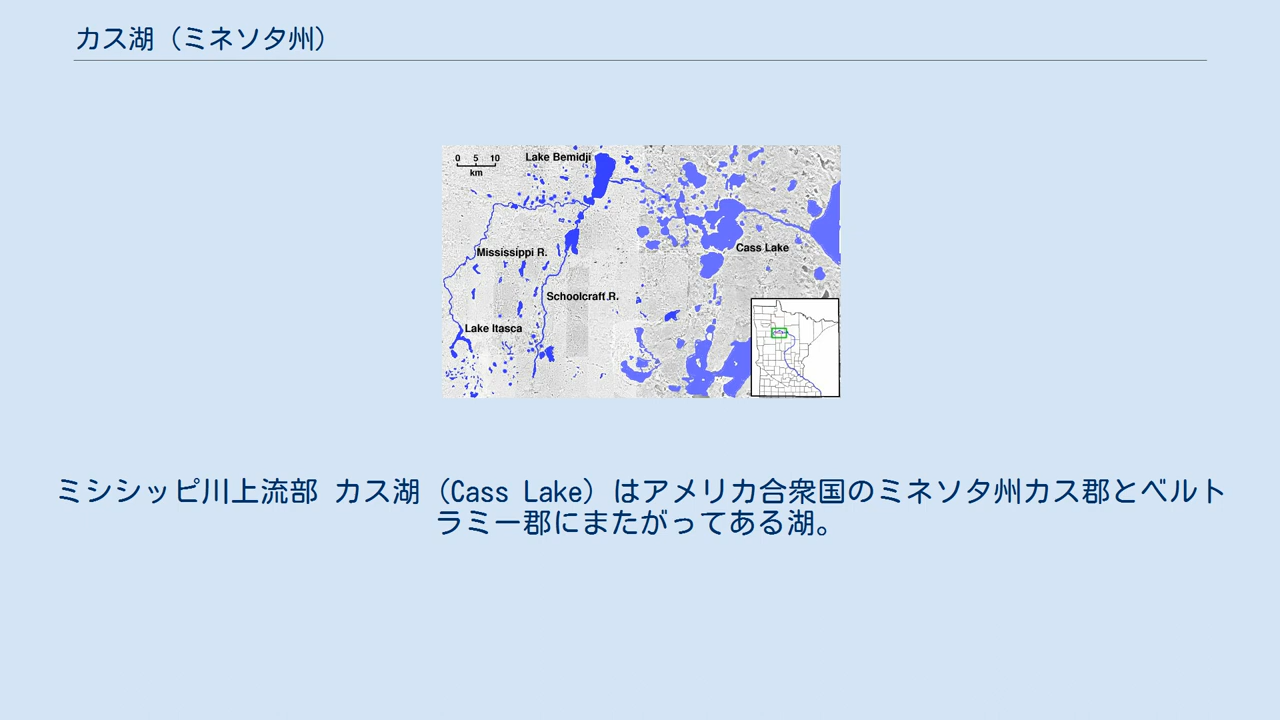 カス湖（ミネソタ州）
0 5 10
km
Lake Bemidji
Mississippi R.
Cass Lake
Schoolcraft R.
Lake Itasca
ミシシッピ川上流部 カス湖（Cass Lake）はアメリカ合衆国のミネソタ州カス郡とベルト
ラミー郡にまたがってある湖。